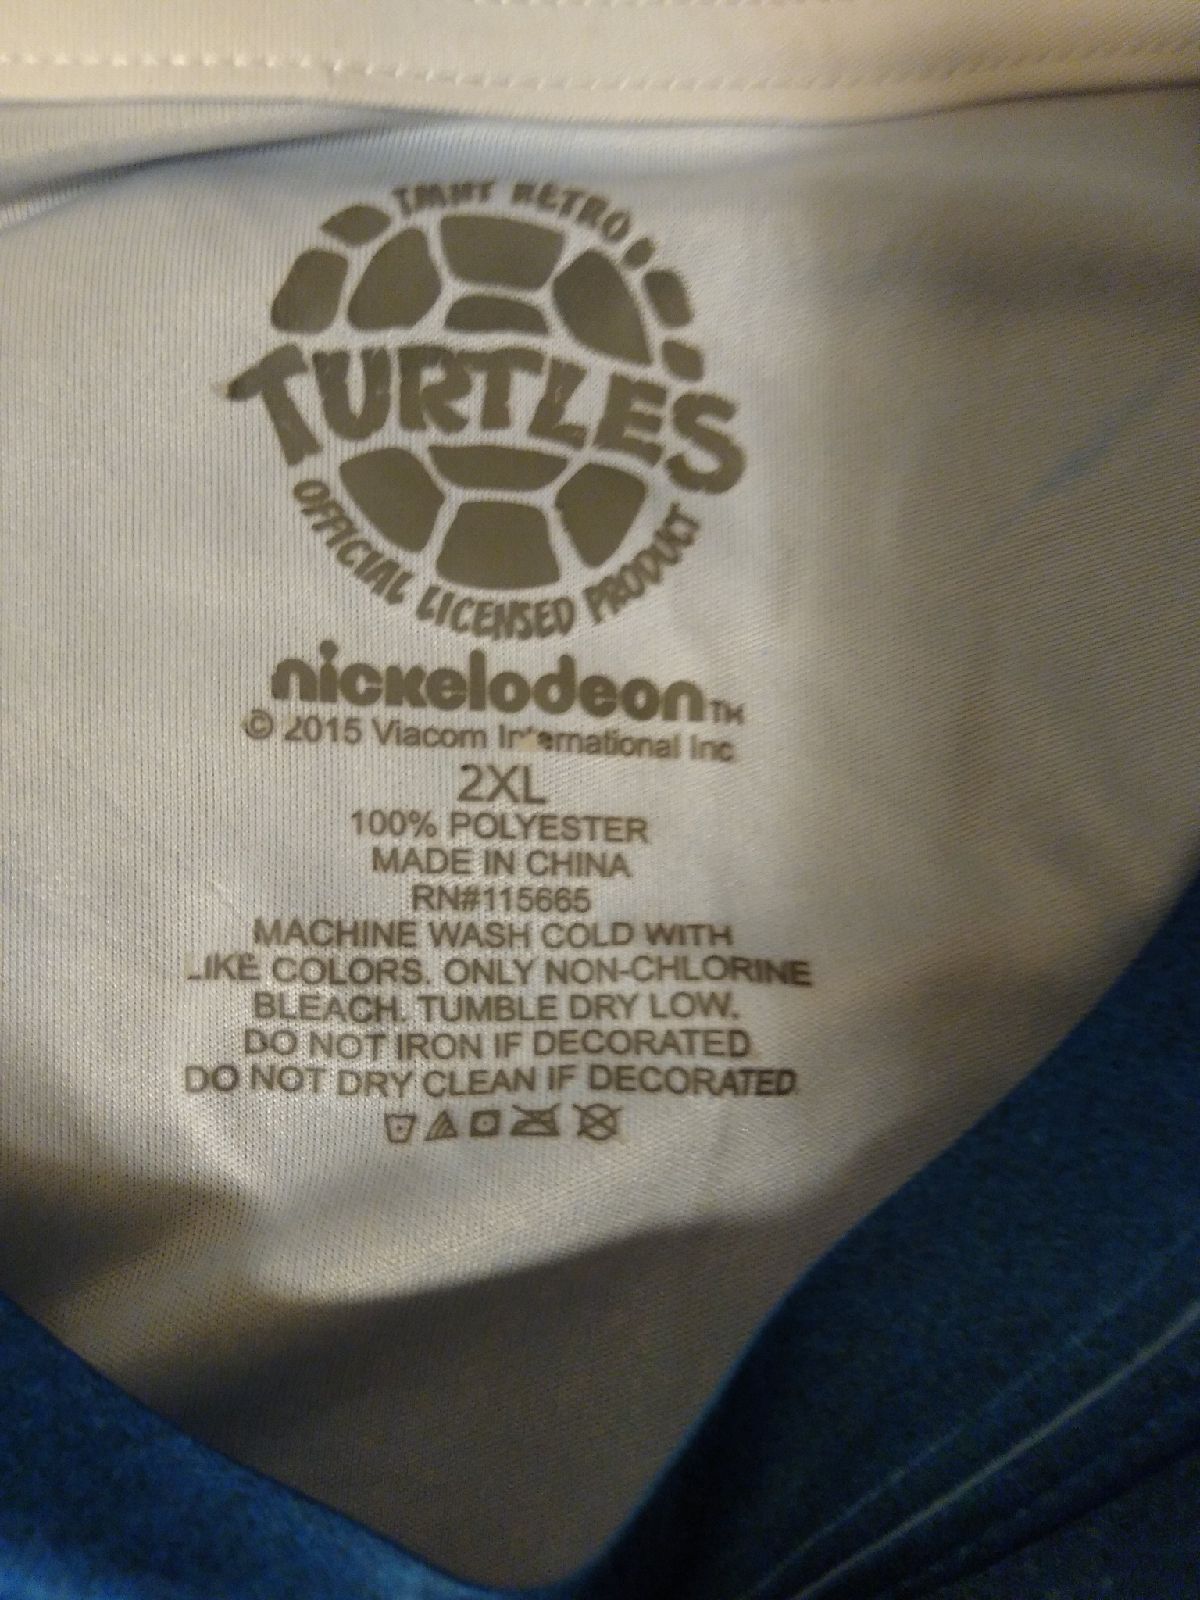 TMNT RETRO
TURTLES
OFFICIAL LICENSED PRODUCT
nickelodeon TM
© 2015 Viacom International Inc
2XL
100% POLYESTER
MADE IN CHINA
RN#115665
MACHINE WASH COLD WITH
LIKE COLORS. ONLY NON-CHLORINE
BLEACH. TUMBLE DRY LOW.
DO NOT IRON IF DECORATED
DO NOT DRY CLEAN IF DECORATED